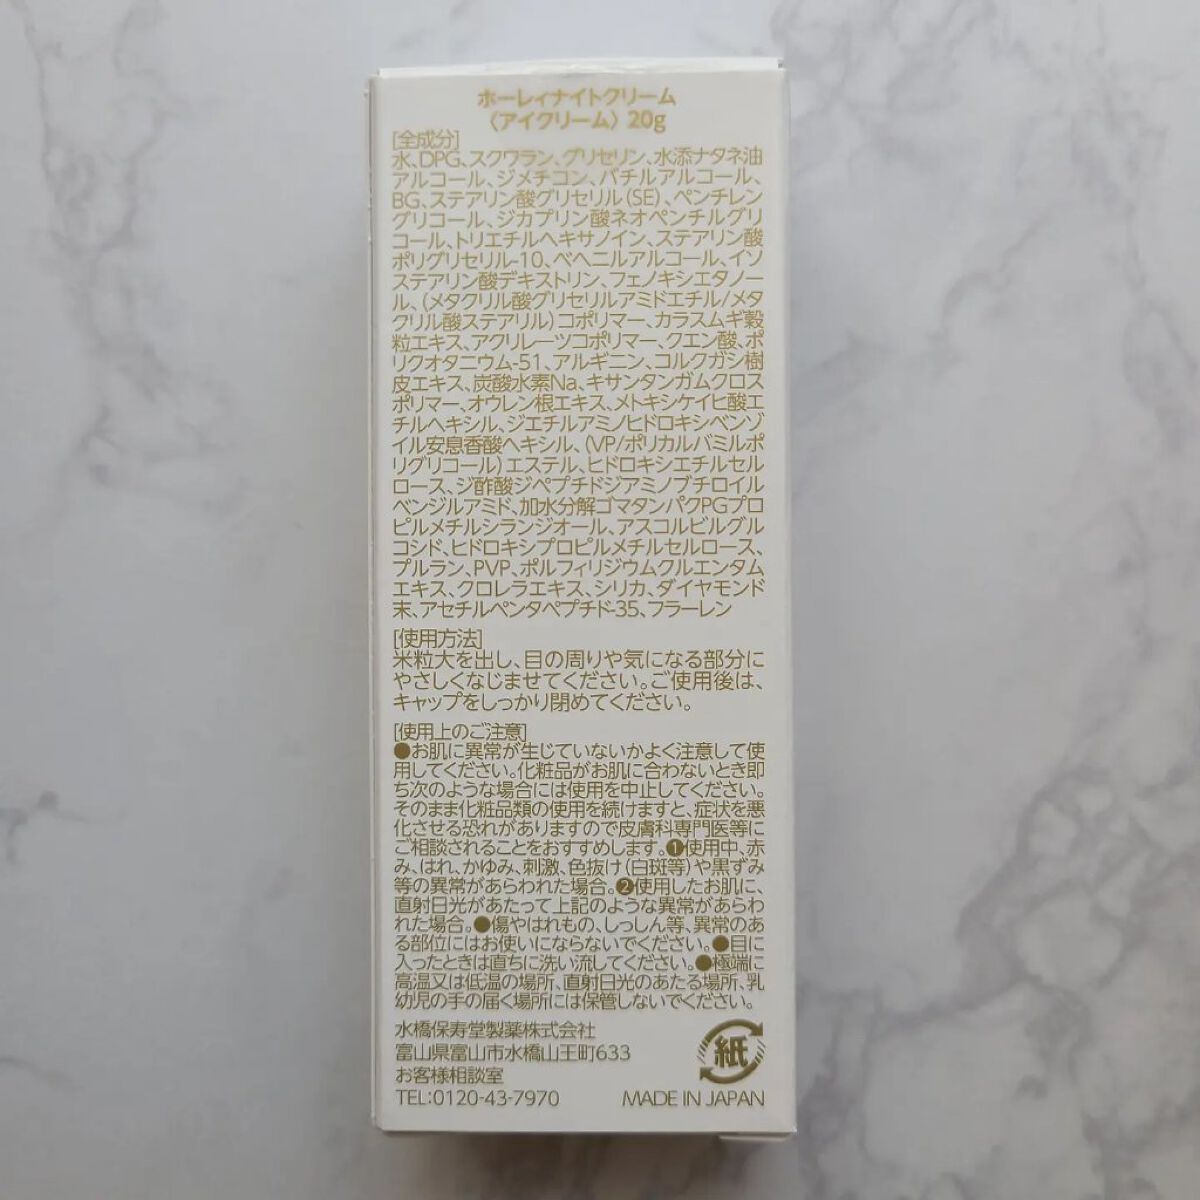 ホーレィナイトクリーム
〈アイクリーム〉20g
[全成分]
水、DPG、スクワラン、グリセリン、水添ナタネ油
アルコール、ジメチコン、バチルアルコール、
BG、ステアリン酸グリセリル(SE)、ペンチレン
グリコール、ジカプリン酸ネオペンチルグリ
コール、トリエチルヘキサノイン、ステアリン酸
ポリグリセリル-10、ベヘニルアルコール、イソ
ステアリン酸デキストリン、フェノキシエタノー
ル、(メタクリル酸グリセリルアミドエチル/メタ
クリル酸ステアリル)コポリマー、カラスムギ穀
粒エキス、アクリレーツコポリマー、クエン酸、ポ
リクオタニウム-51、アルギニン、コルクガシ樹
皮エキス、炭酸水素Na、キサンタンガムクロス
ポリマー、オウレン根エキス、メトキシケイヒ酸エ
チルヘキシル、ジエチルアミノヒドロキシベンゾ
イル安息香酸ヘキシル、(VP/ポリカルバミルポ
リグリコール)エステル、ヒドロキシエチルセル
ロース、ジ酢酸ジペプチドジアミノブチロイル
ベンジルアミド、加水分解ゴマタンパクPGプロ
ピルメチルシランジオール、アスコルビルグル
コシド、ヒドロキシプロピルメチルセルロース、
プルラン、PVP、ポルフィリジウムクルエンタム
エキス、クロレラエキス、シリカ、ダイヤモンド
末、アセチルペンタペプチド-35、フラーレン
[使用方法]
米粒大を出し、目の周りや気になる部分に
やさしくなじませてください。ご使用後は、
キャップをしっかり閉めてください。
[使用上のご注意]
●お肌に異常が生じていないかよく注意して使
用してください。化粧品がお肌に合わないとき即
ち次のような場合には使用を中止してください。
そのまま化粧品類の使用を続けますと、症状を悪
化させる恐れがありますので皮膚科専門医等に
ご相談されることをおすすめします。❶使用中、赤
み、はれ、かゆみ、刺激、色抜け(白斑等)や黒ずみ
等の異常があらわれた場合。❷使用したお肌に、
直射日光があたって上記のような異常があらわ
れた場合。●傷やはれもの、しっしん等、異常のあ
る部位にはお使いにならないでください。●目に
入ったときは直ちに洗い流してください。●極端に
高温又は低温の場所、直射日光のあたる場所、乳
幼児の手の届く場所には保管しないでください。
水橋保寿堂製薬株式会社
富山県富山市水橋山王町633
お客様相談室
TEL:0120-43-7970
紙
MADE IN JAPAN